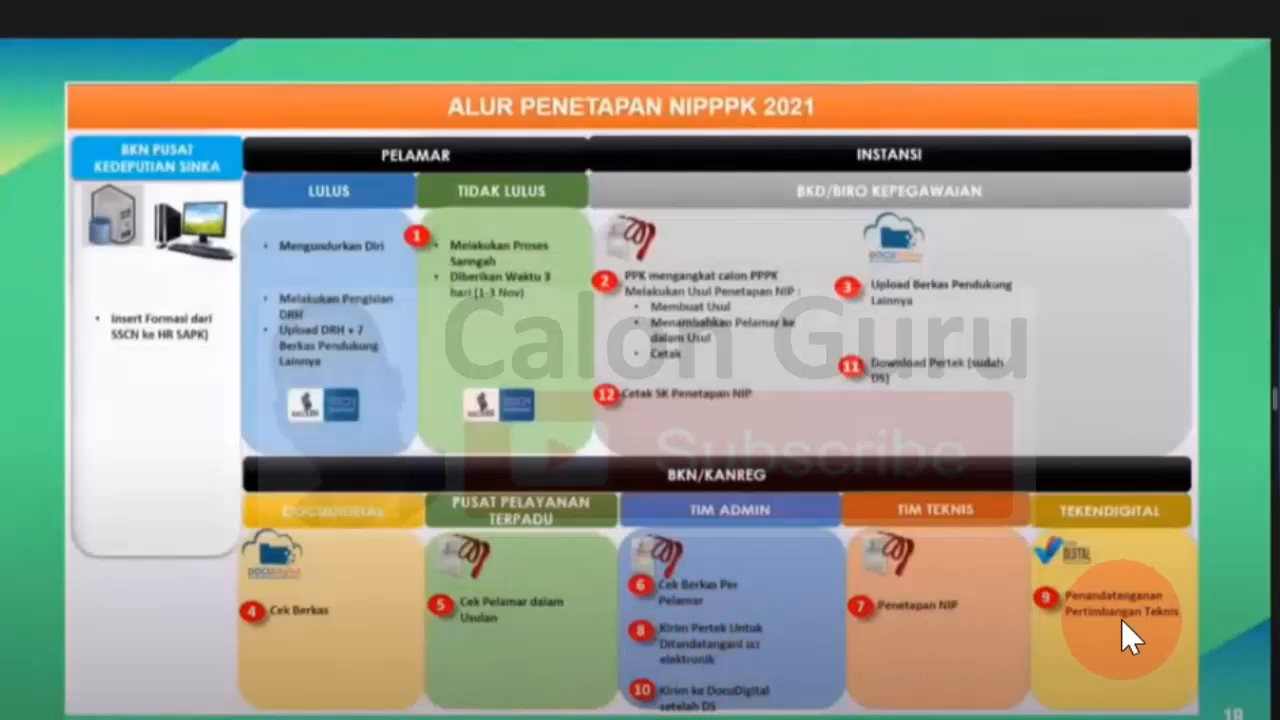 ALUR PENETAPAN NIPPPK 2021
BKN PUSAT
KEDEPUTIAN SINKA
Insert Formasi dari
SSCN ke HR SAPK)
PELAMAR
LULUS
Mengundurkan Diri
Melakukan Pengisian
DRH
Upload DRH + 7
Berkas Pendukung
Lainnya
TIDAK LULUS
1
Melakukan Proses
Sanngah
Diberikan Waktu 3
hari (1-3 Nov)
INSTANSI
BKD/BIRO KEPEGAWAIAN
2 PPK mengangkat calon PPPK
Melakukan Usul Penetapan NIP :
Membuat Usul
Menambahkan Pelamar ke
dalam Usul
Cetak
12 Cetak SK Penetapan NIP
3 Upload Berkas Pendukung
Lainnya
11 Download Pertek (sudah
DS)
Calon Guru
Subscribe
BKN/KANREG
DOCUDIGITAL
4 Cek Berkas
PUSAT PELAYANAN
TERPADU
5 Cek Pelamar dalam
Usulan
TIM ADMIN
6 Cek Berkas Per
Pelamar
8 Kirim Pertek Untuk
Ditandatangani scr
elektronik
10 Kirim ke DocuDigital
setelah DS
TIM TEKNIS
7 Penetapan NIP
TEKENDIGITAL
DIGITAL
9 Penandatanganan
Pertimbangan Teknis
18